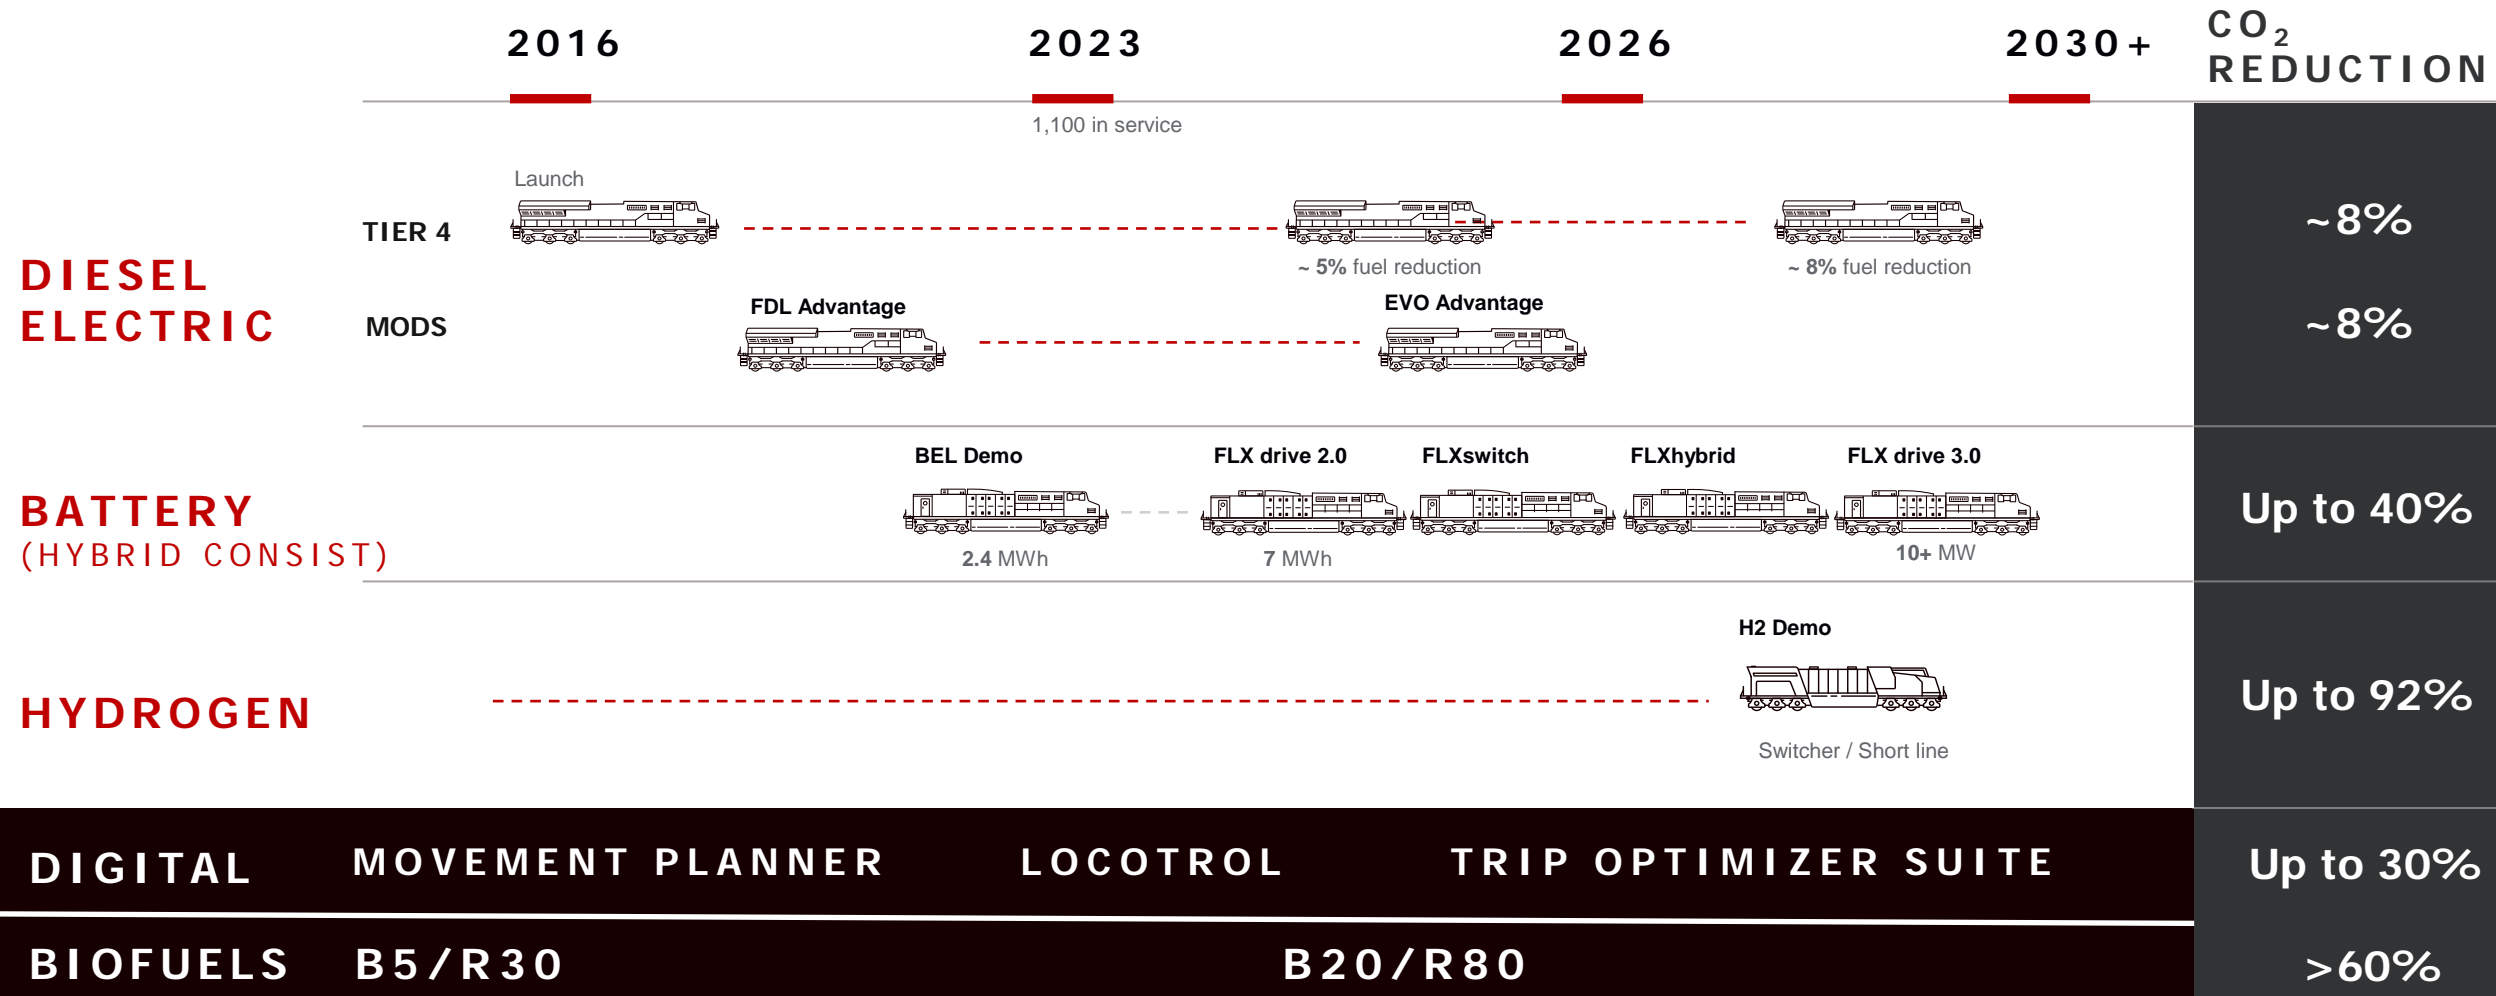 2016 2023 2026 2030+ CO2
REDUCTION
1,100 in service
Launch
TIER 4
~8%
~ 5% fuel reduction ~ 8% fuel reduction
DIESEL
ELECTRIC
FDL Advantage EVO Advantage
MODS
~8%
BEL Demo FLX drive 2.0 FLXswitch FLXhybrid FLX drive 3.0
BATTERY
(HYBRID CONSIST)
Up to 40%
2.4 MWh 7 MWh 10+ MW
H2 Demo
HYDROGEN
Up to 92%
Switcher / Short line
DIGITAL MOVEMENT PLANNER LOCOTROL TRIP OPTIMIZER SUITE Up to 30%
BIOFUELS B5/R30 B20/R80 >60%